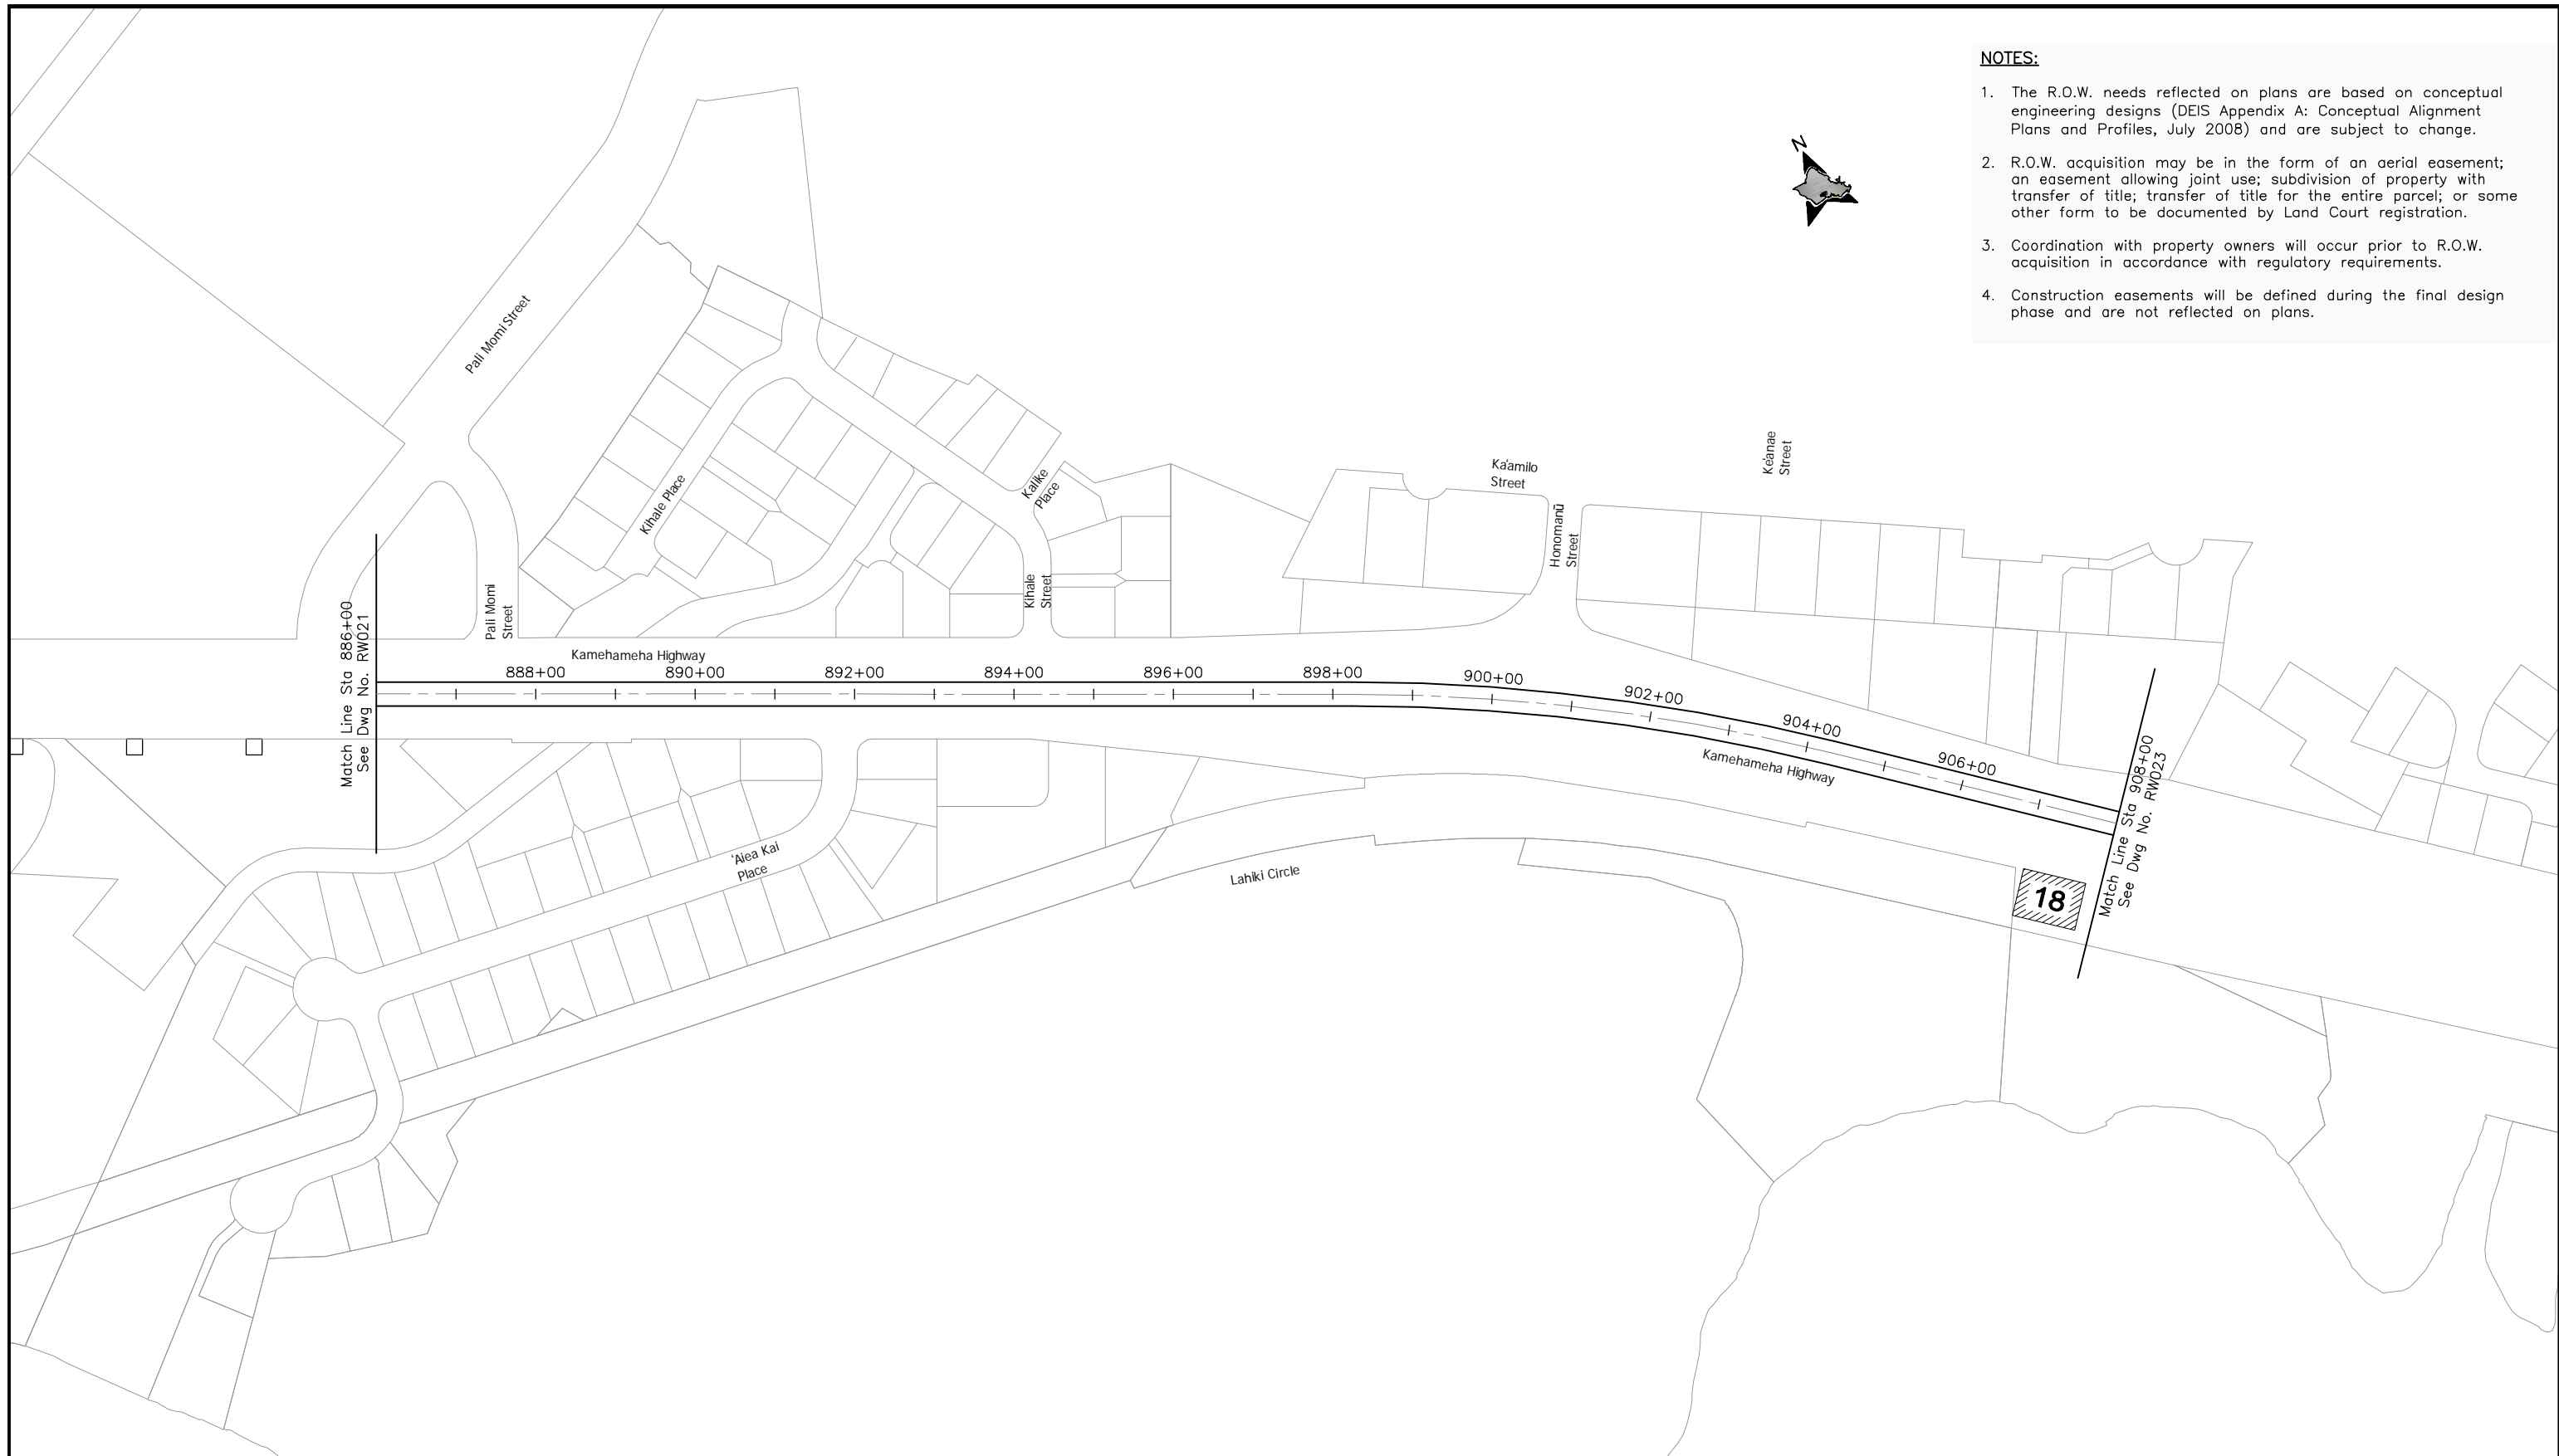 NOTES:
1. The R.O.W. needs reflected on plans are based on conceptual
engineering designs (DEIS Appendix A: Conceptual Alignment
Plans and Profiles, July 2008) and are subject to change.
2. R.O.W. acquisition may be in the form of an aerial easement;
an easement allowing joint use; subdivision of property with
transfer of title; transfer of title for the entire parcel; or some
other form to be documented by Land Court registration.
3. Coordination with property owners will occur prior to R.O.W.
acquisition in accordance with regulatory requirements.
4. Construction easements will be defined during the final design
phase and are not reflected on plans.
N
Pali Momi Street
Kihale Place
Kalike
Place
Ka'amilo
Street
Ke'anae
Street
Honomanū
Street
Pali Momi
Street
Kihale
Street
Match Line Sta 886+00
See Dwg No. RW021
Kamehameha Highway
888+00
890+00
892+00
894+00
896+00
898+00
900+00
902+00
904+00
906+00
Kamehameha Highway
Match Line Sta 908+00
See Dwg No. RW023
'Aiea Kai
Place
Lahiki Circle
18